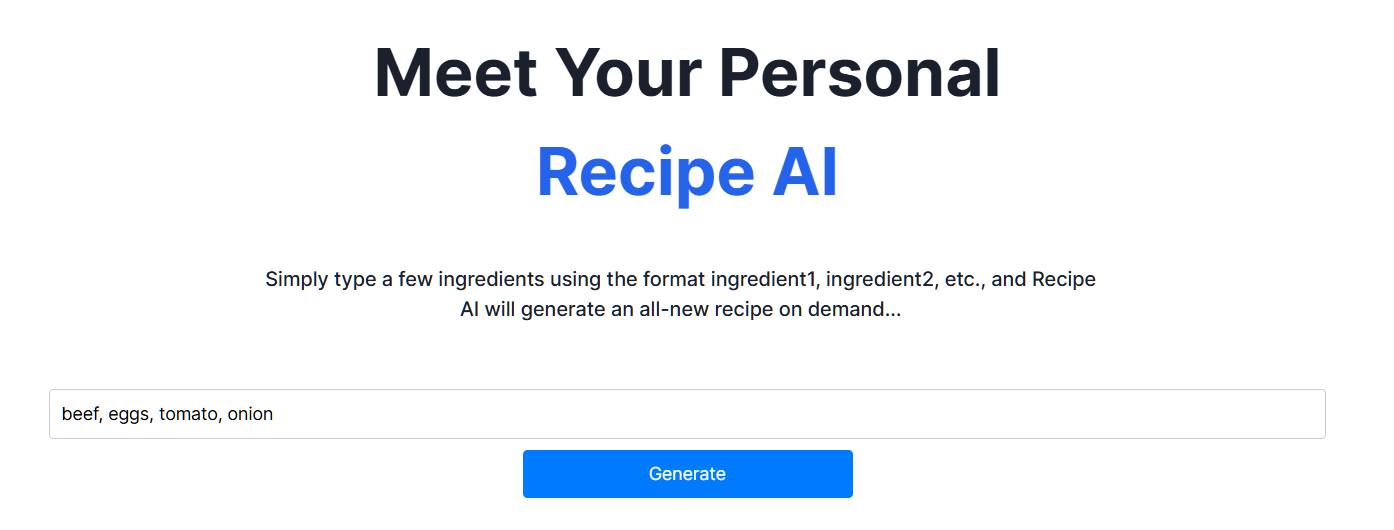 Meet Your Personal
Recipe AI
Simply type a few ingredients using the format ingredient1, ingredient2, etc., and Recipe
AI will generate an all-new recipe on demand...
beef, eggs, tomato, onion
Generate